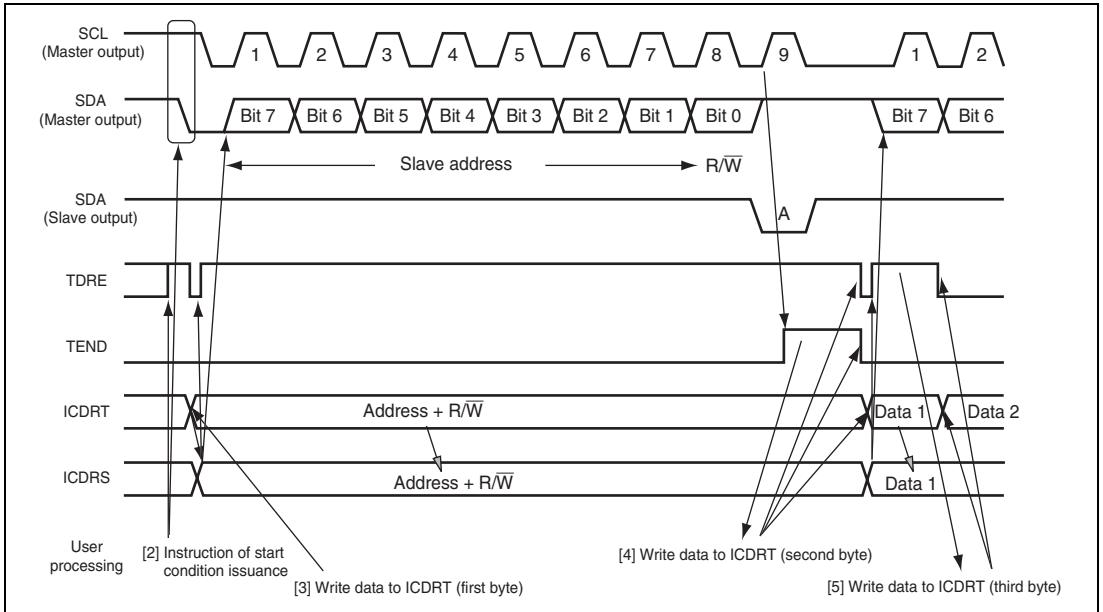 SCL
(Master output)
1 2 3 4 5 6 7 8 9 1 2
SDA
(Master output)
Bit 7 Bit 6 Bit 5 Bit 4 Bit 3 Bit 2 Bit 1 Bit 0 Bit 7 Bit 6
Slave address R/W̅
SDA
(Slave output)
A
TDRE
TEND
ICDRT
Address + R/W̅ Data 1 Data 2
ICDRS
Address + R/W̅ Data 1
User
processing
[2] Instruction of start
condition issuance
[3] Write data to ICDRT (first byte)
[4] Write data to ICDRT (second byte)
[5] Write data to ICDRT (third byte)